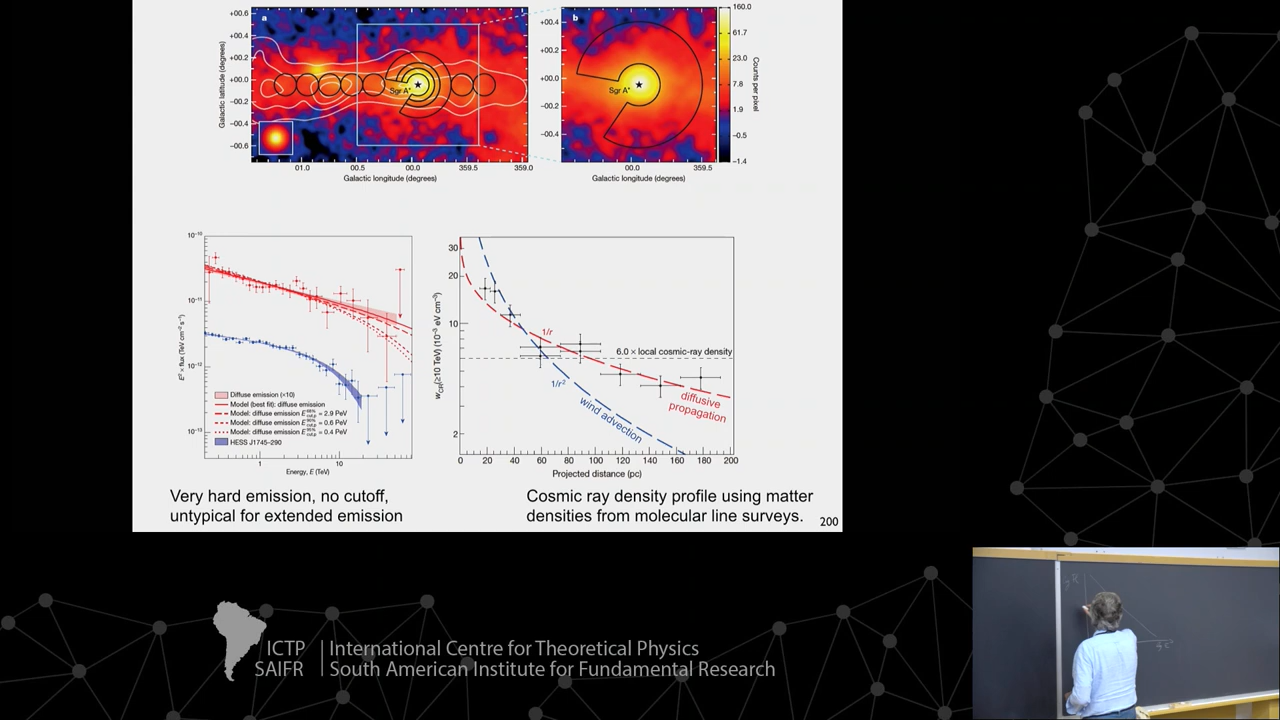 a
b
+00.6
+00.4
+00.2
+00.0
−00.2
−00.4
−00.6
Galactic latitude (degrees)
Sgr A*
01.0
00.5
00.0
359.5
359.0
Galactic longitude (degrees)
+00.4
+00.2
+00.0
−00.2
−00.4
Sgr A*
00.0
359.5
Galactic longitude (degrees)
160.0
61.7
23.0
7.8
1.9
−0.5
−1.4
Counts per pixel
10⁻¹⁰
10⁻¹¹
10⁻¹²
10⁻¹³
E² × flux (TeV cm⁻² s⁻¹)
Diffuse emission (×10)
Model (best fit): diffuse emission
Model: diffuse emission E 68% cut,p = 2.9 PeV
Model: diffuse emission E 90% cut,p = 0.6 PeV
Model: diffuse emission E 95% cut,p = 0.4 PeV
HESS J1745–290
1
10
Energy, E (TeV)
30
20
10
2
w CR(≥10 TeV) (10⁻³ eV cm⁻³)
1/r
6.0 × local cosmic-ray density
1/r²
wind advection
diffusive
propagation
0
20
40
60
80
100
120
140
160
180
200
Projected distance (pc)
Very hard emission, no cutoff,
untypical for extended emission
Cosmic ray density profile using matter
densities from molecular line surveys.
200
ICTP
SAIFR
International Centre for Theoretical Physics
South American Institute for Fundamental Research